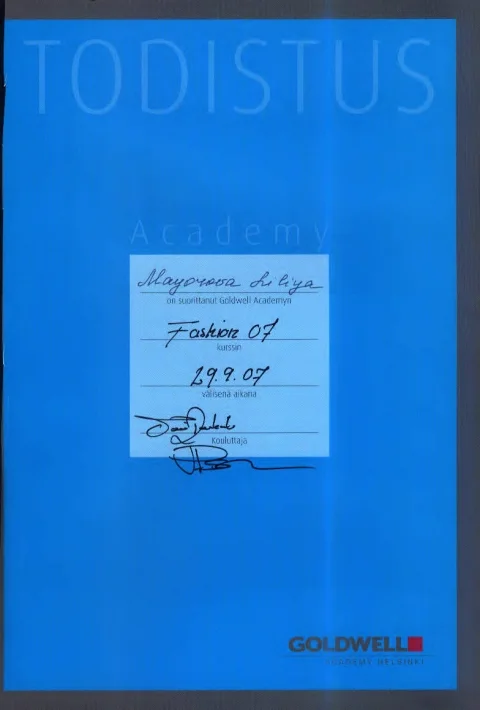 TODISTUS
Academy
Mayorova Liliya
on suorittanut Goldwell Academyn
Fashion 07
kurssin
29.9.07
välisenä aikana
Kouluttaja
GOLDWELL
ACADEMY HELSINKI